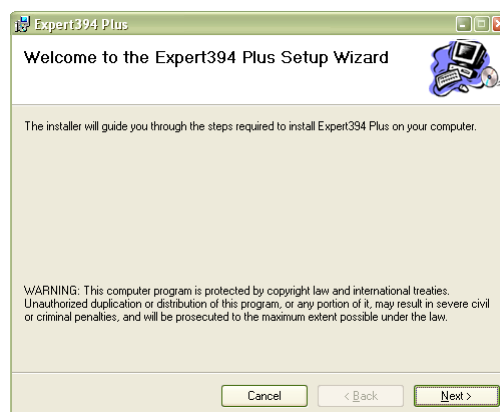 Expert394 Plus
Welcome to the Expert394 Plus Setup Wizard
The installer will guide you through the steps required to install Expert394 Plus on your computer.
WARNING: This computer program is protected by copyright law and international treaties.
Unauthorized duplication or distribution of this program, or any portion of it, may result in severe civil
or criminal penalties, and will be prosecuted to the maximum extent possible under the law.
Cancel
< Back
Next >